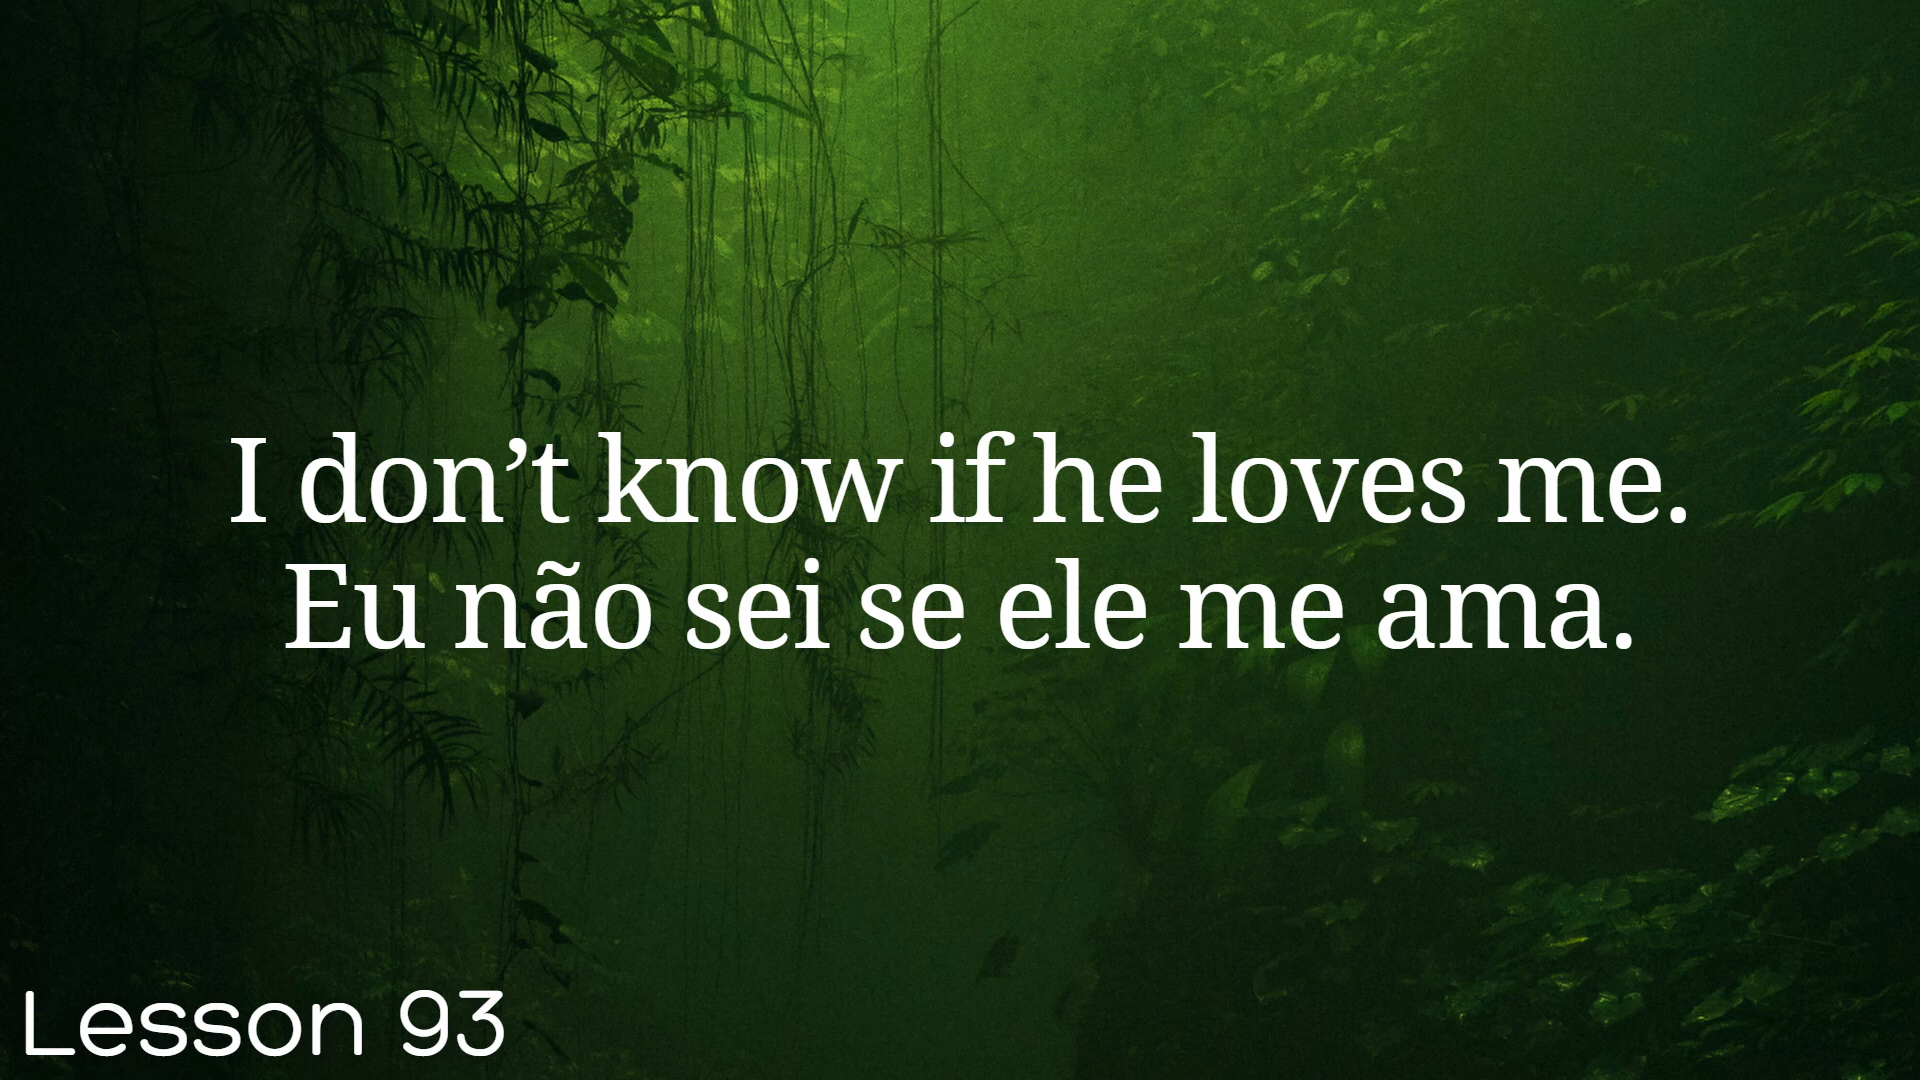 I don’t know if he loves me.
Eu não sei se ele me ama.
Lesson 93